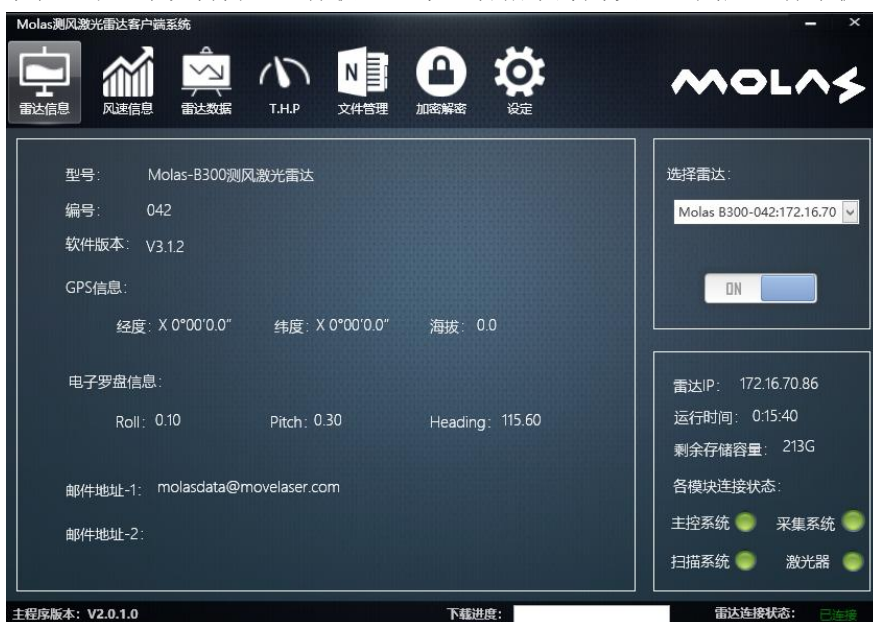 Molas测风激光雷达客户端系统
雷达信息 风速信息 雷达数据 T.H.P 文件管理 加密解密 设定
N
MOLAS
型号: Molas-B300测风激光雷达
编号: 042
软件版本: V3.1.2
GPS信息:
经度: X 0°00'0.0" 纬度: X 0°00'0.0" 海拔: 0.0
电子罗盘信息:
Roll: 0.10 Pitch: 0.30 Heading: 115.60
邮件地址-1: molasdata@movelaser.com
邮件地址-2:
选择雷达:
Molas B300-042:172.16.70
ON
雷达IP: 172.16.70.86
运行时间: 0:15:40
剩余存储容量: 213G
各模块连接状态:
主控系统 采集系统
扫描系统 激光器
主程序版本: V2.0.1.0 下载进度: 雷达连接状态: 已连接